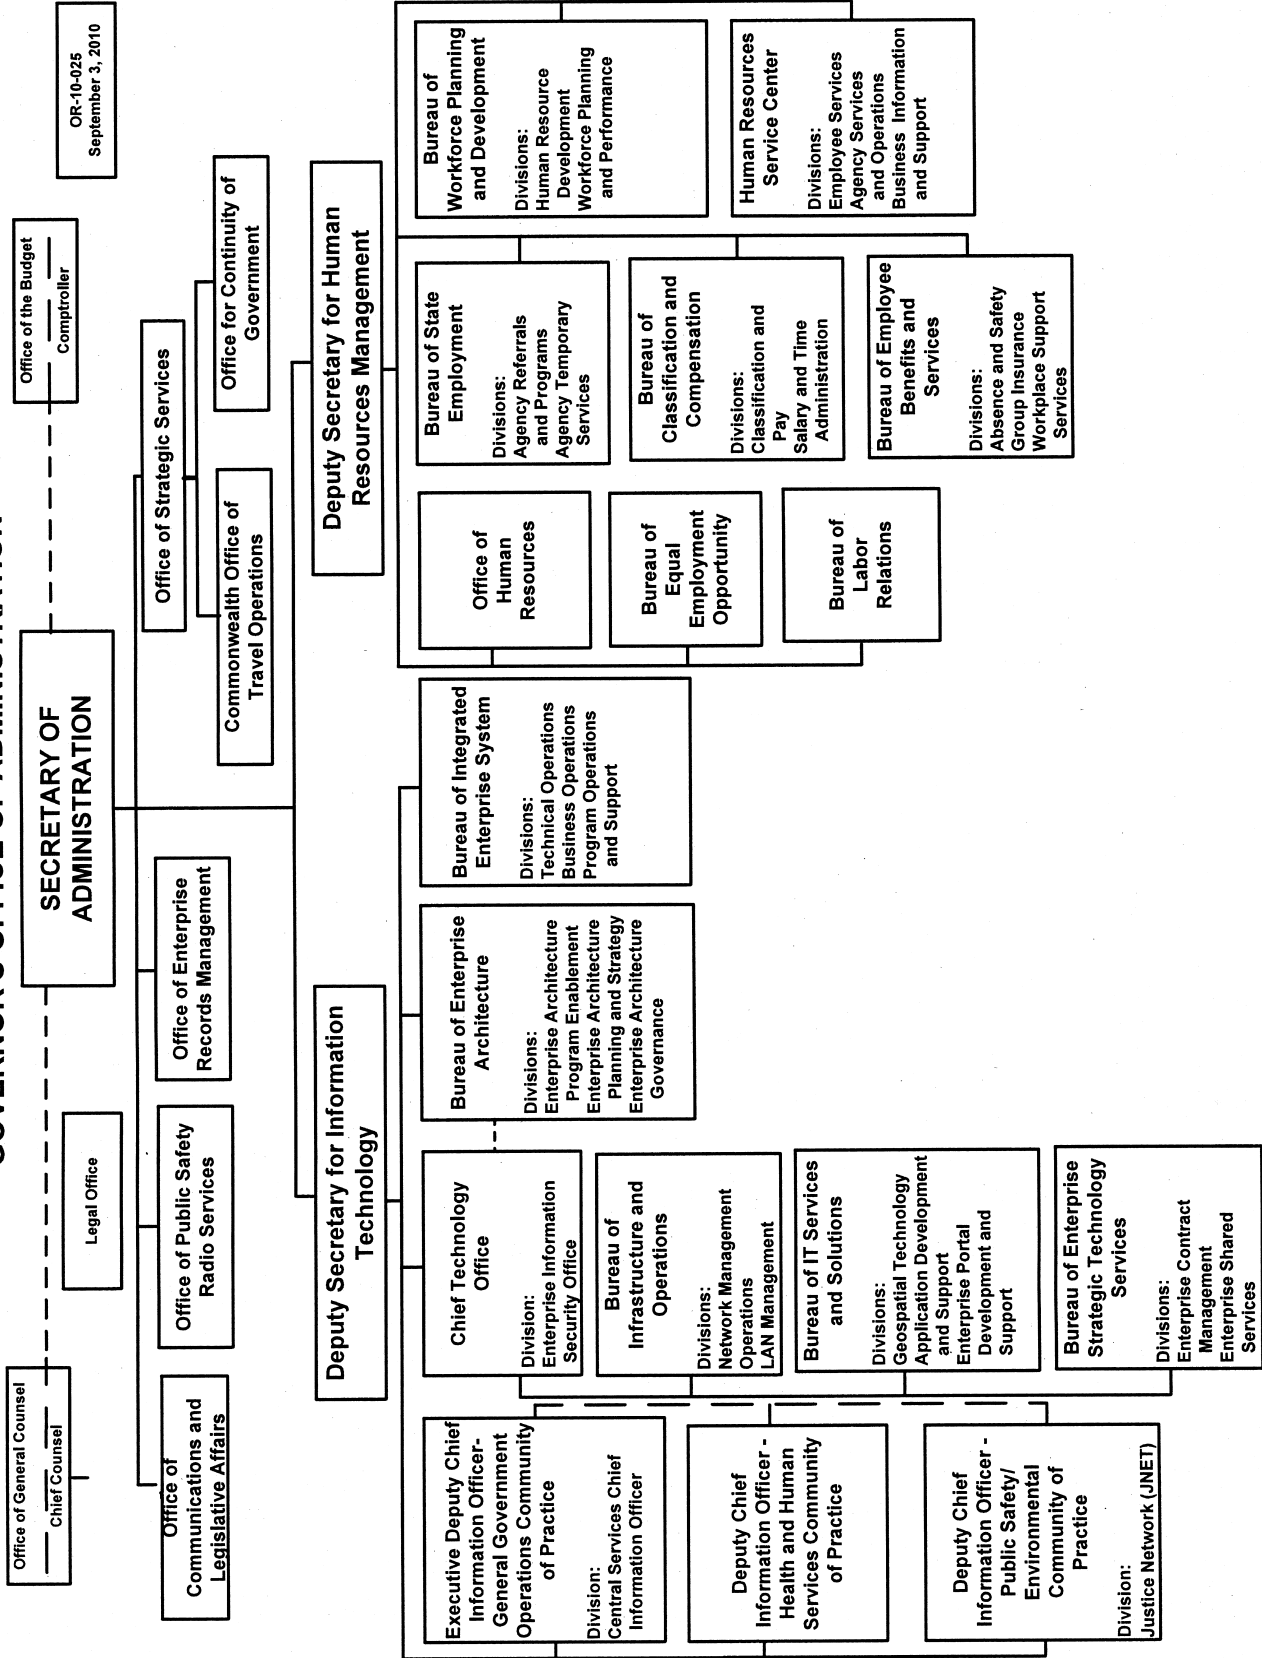 GOVERNOR'S OFFICE OF ADMINISTRATION
OR-10-025
September 3, 2010
Office of General Counsel
Chief Counsel
Legal Office
SECRETARY OF
ADMINISTRATION
Office of the Budget
Comptroller
Office of
Communications and
Legislative Affairs
Office of Public Safety
Radio Services
Office of Enterprise
Records Management
Office of Strategic Services
Commonwealth Office of
Travel Operations
Office for Continuity of
Government
Deputy Secretary for Information
Technology
Deputy Secretary for Human
Resources Management
Executive Deputy Chief
Information Officer-
General Government
Operations Community
of Practice
Division:
Central Services Chief
Information Officer
Deputy Chief
Information Officer -
Health and Human
Services Community
of Practice
Deputy Chief
Information Officer -
Public Safety/
Environmental
Community of
Practice
Division:
Justice Network (JNET)
Chief Technology
Office
Division:
Enterprise Information
Security Office
Bureau of
Infrastructure and
Operations
Divisions:
Network Management
Operations
LAN Management
Bureau of IT Services
and Solutions
Divisions:
Geospatial Technology
Application Development
and Support
Enterprise Portal
Development and
Support
Bureau of Enterprise
Strategic Technology
Services
Divisions:
Enterprise Contract
Management
Enterprise Shared
Services
Bureau of Enterprise
Architecture
Divisions:
Enterprise Architecture
Program Enablement
Enterprise Architecture
Planning and Strategy
Enterprise Architecture
Governance
Bureau of Integrated
Enterprise System
Divisions:
Technical Operations
Business Operations
Program Operations
and Support
Office of
Human
Resources
Bureau of
Equal
Employment
Opportunity
Bureau of
Labor
Relations
Bureau of State
Employment
Divisions:
Agency Referrals
and Programs
Agency Temporary
Services
Bureau of
Classification and
Compensation
Divisions:
Classification and
Pay
Salary and Time
Administration
Bureau of Employee
Benefits and
Services
Divisions:
Absence and Safety
Group Insurance
Workplace Support
Services
Bureau of
Workforce Planning
and Development
Divisions:
Human Resource
Development
Workforce Planning
and Performance
Human Resources
Service Center
Divisions:
Employee Services
Agency Services
and Operations
Business Information
and Support